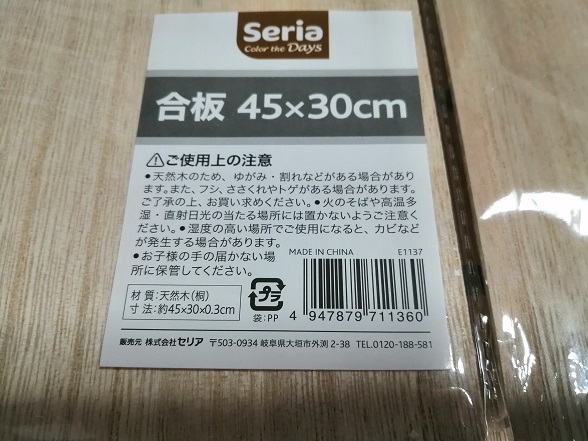 Seria
Color the Days
合板 45×30cm
⚠ご使用上の注意
●天然木のため、ゆがみ・割れなどがある場合があり
ます。また、フシ、ささくれやトゲがある場合があります。
ご了承の上、お買い求めください。●火のそばや高温多
湿・直射日光の当たる場所には置かないようご注意く
ださい。●湿度の高い場所でご使用になると、カビなど
が発生する場合があります。
●お子様の手の届かない場
所に保管してください。
MADE IN CHINA E1137
材 質:天然木(桐)
寸 法:約45×30×0.3cm
プラ
袋:PP
4 947879 711360
販売元 株式会社セリア 〒503-0934 岐阜県大垣市外渕 2-38 TEL.0120-188-581